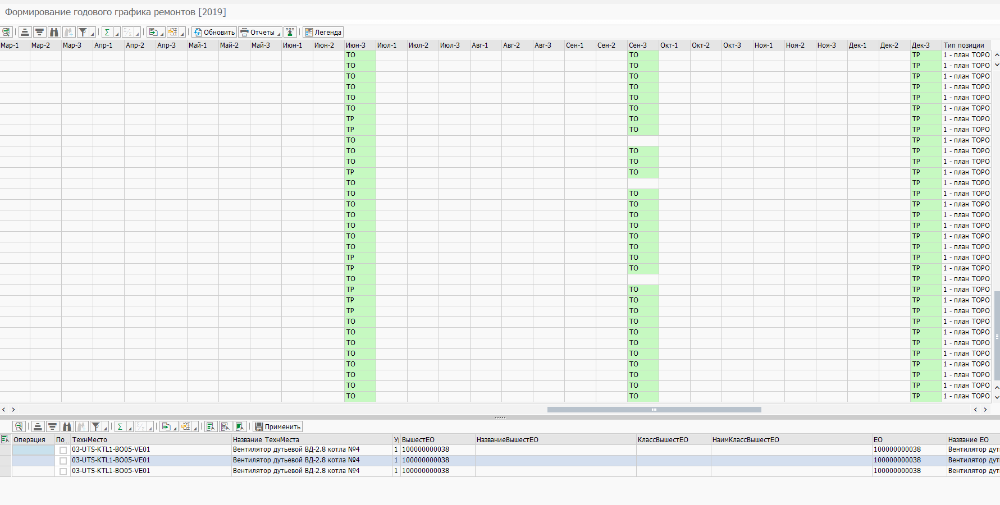 Формирование годового графика ремонтов [2019]
Обновить Отчеты Легенда
Мар-1 Мар-2 Мар-3 Апр-1 Апр-2 Апр-3 Май-1 Май-2 Май-3 Июн-1 Июн-2 Июн-3 Июл-1 Июл-2 Июл-3 Авг-1 Авг-2 Авг-3 Сен-1 Сен-2 Сен-3 Окт-1 Окт-2 Окт-3 Ноя-1 Ноя-2 Ноя-3 Дек-1 Дек-2 Дек-3 Тип позиции
ТО ТО ТР 1 - план ТОРО
ТО ТО ТР 1 - план ТОРО
ТО ТО ТР 1 - план ТОРО
ТО ТО ТР 1 - план ТОРО
ТО ТО ТР 1 - план ТОРО
ТО ТО ТР 1 - план ТОРО
ТР ТО ТР 1 - план ТОРО
ТР ТО ТР 1 - план ТОРО
ТО ТР 1 - план ТОРО
ТО ТО ТР 1 - план ТОРО
ТО ТО ТР 1 - план ТОРО
ТР ТО ТР 1 - план ТОРО
ТО ТР 1 - план ТОРО
ТО ТО ТР 1 - план ТОРО
ТО ТО ТР 1 - план ТОРО
ТО ТО ТР 1 - план ТОРО
ТО ТО ТР 1 - план ТОРО
ТО ТО ТР 1 - план ТОРО
ТО ТО ТР 1 - план ТОРО
ТР ТО ТР 1 - план ТОРО
ТР ТО ТР 1 - план ТОРО
ТО ТР 1 - план ТОРО
ТР ТО ТР 1 - план ТОРО
ТР ТО ТР 1 - план ТОРО
ТР ТО ТР 1 - план ТОРО
ТО ТО ТР 1 - план ТОРО
ТО ТО ТР 1 - план ТОРО
ТО ТО ТР 1 - план ТОРО
ТО ТО ТР 1 - план ТОРО
ТО ТО ТР 1 - план ТОРО
ТО ТО ТР 1 - план ТОРО
ТО ТО ТР 1 - план ТОРО
ТО ТО ТР 1 - план ТОРО
Применить
Операция По... ТехнМесто Название ТехнМеста Уј ВышестЕО НазваниеВышестЕО КлассВышестЕО НаимКлассВышестЕО ЕО Название ЕО
03-UTS-KTL1-BO05-VE01 Вентилятор дутьевой ВД-2.8 котла №4 1 100000000038 100000000038 Вентилятор дут
03-UTS-KTL1-BO05-VE01 Вентилятор дутьевой ВД-2.8 котла №4 1 100000000038 100000000038 Вентилятор дут
03-UTS-KTL1-BO05-VE01 Вентилятор дутьевой ВД-2.8 котла №4 1 100000000038 100000000038 Вентилятор дут